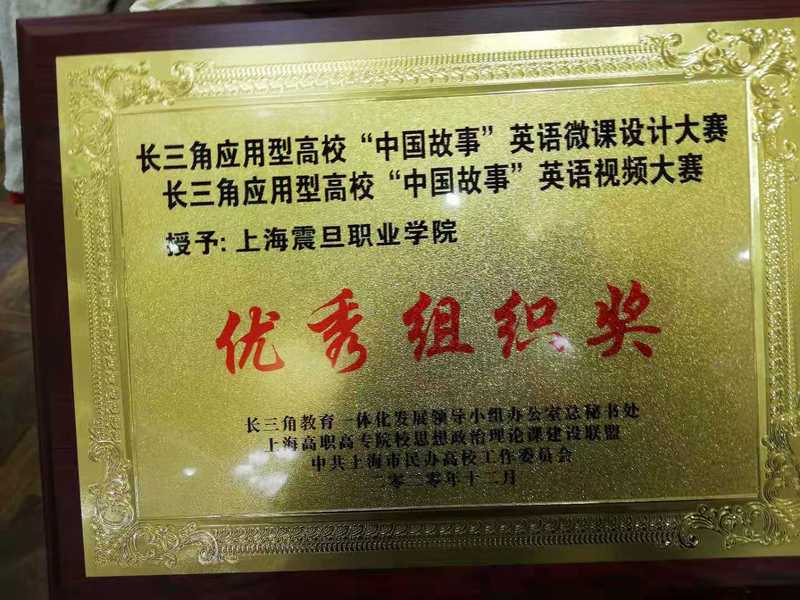 长三角应用型高校“中国故事”英语微课设计大赛
长三角应用型高校“中国故事”英语视频大赛
授予: 上海震旦职业学院
优秀组织奖
长三角教育一体化发展领导小组办公室总秘书处
上海高职高专院校思想政治理论课建设联盟
中共上海市民办高校工作委员会
二〇二〇年十二月